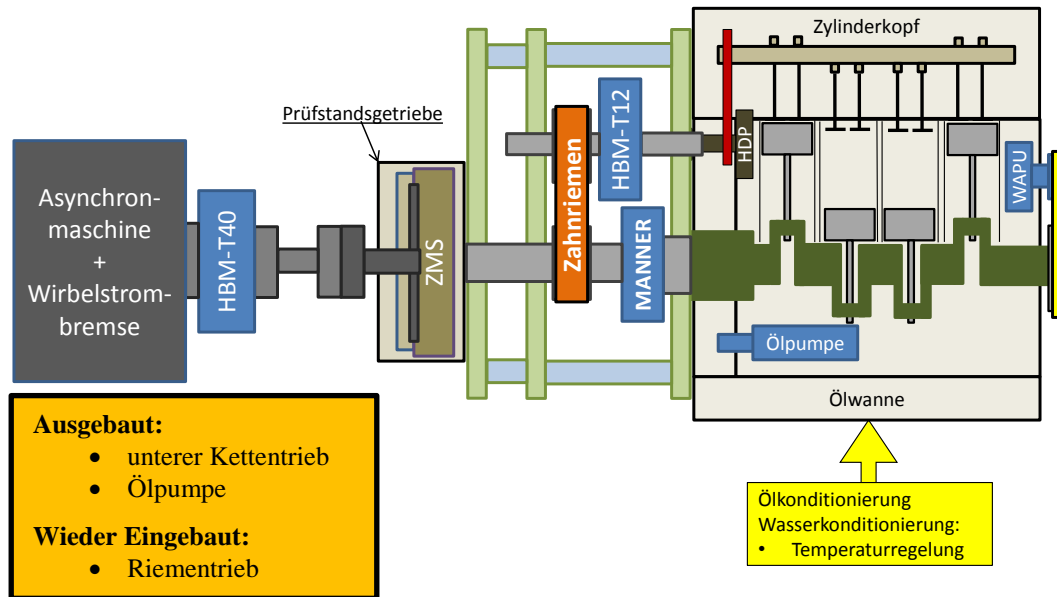 Zylinderkopf
Prüfstandsgetriebe
Asynchron-
maschine
+
Wirbelstrom-
bremse
HBM-T40
ZMS
Zahnriemen
HBM-T12
MANNER
HDP
WAPU
Ölpumpe
Ölwanne
Ausgebaut:
• unterer Kettentrieb
• Ölpumpe
Wieder Eingebaut:
• Riementrieb
Ölkonditionierung
Wasserkonditionierung:
• Temperaturregelung